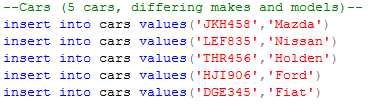 --Cars (5 cars, differing makes and models)--
insert into cars values('JKH458','Mazda')
insert into cars values('LEF835','Nissan')
insert into cars values('THR456','Holden')
insert into cars values('HJI906','Ford')
insert into cars values('DGE345','Fiat')